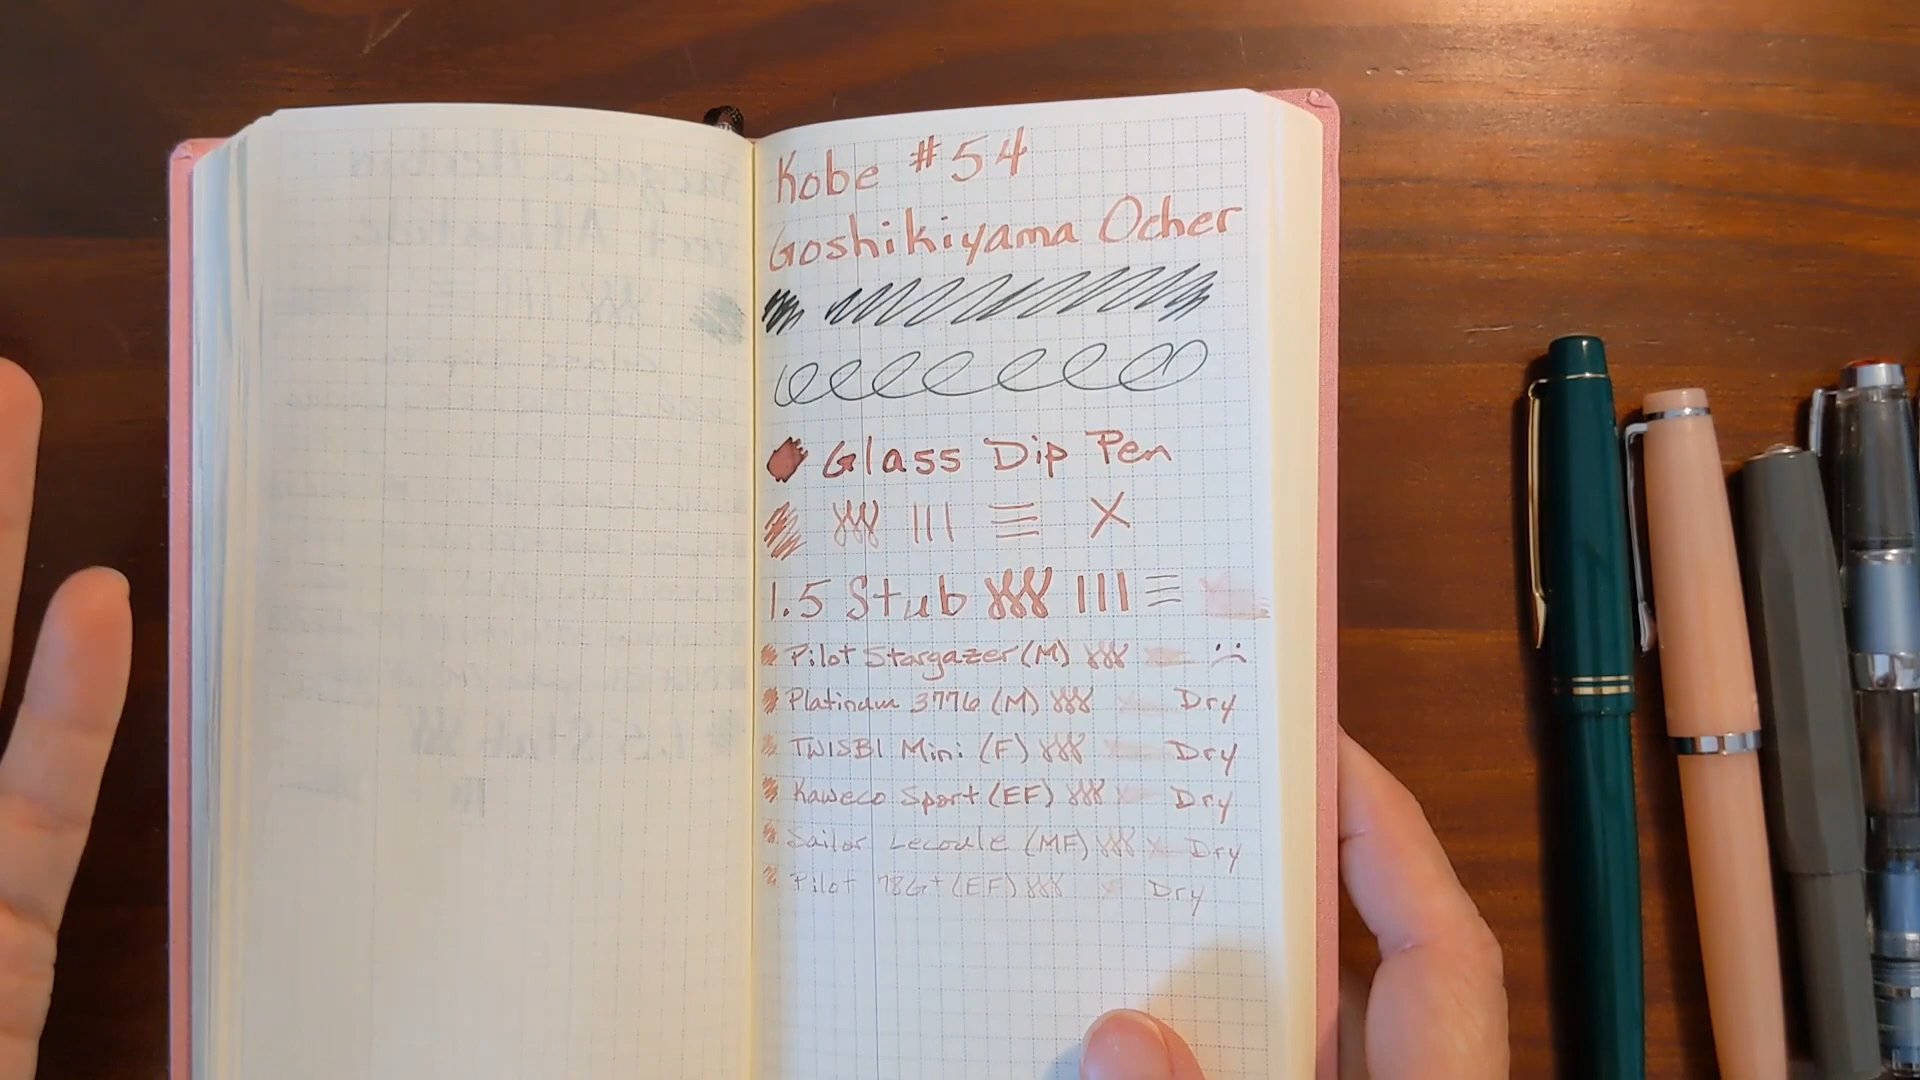 Kobe #54
Goshikiyama Ocher
Glass Dip Pen
1.5 Stub
Pilot Stargazer (M)
Platinum 3776 (M) Dry
TWISBI Mini (F) Dry
Kaweco Sport (EF) Dry
Sailor Lecoule (MF) Dry
Pilot 78G+ (EF) Dry